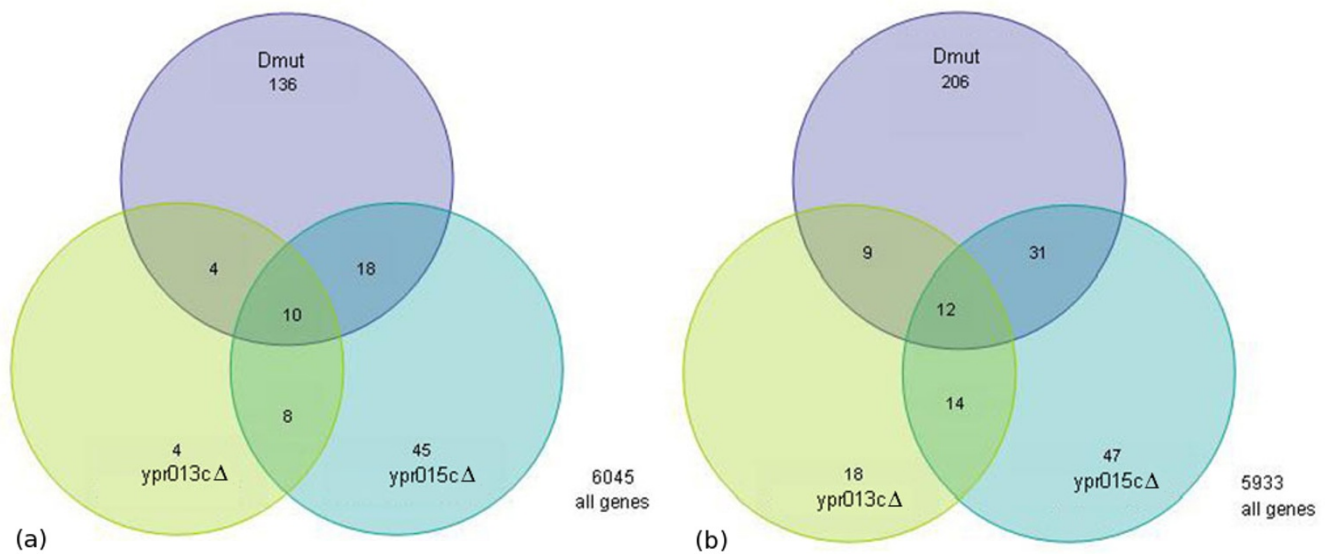 Dmut
136
4
18
10
8
4
ypr013cΔ
45
ypr015cΔ
6045
all genes
(a)
Dmut
206
9
31
12
14
18
ypr013cΔ
47
ypr015cΔ
5933
all genes
(b)